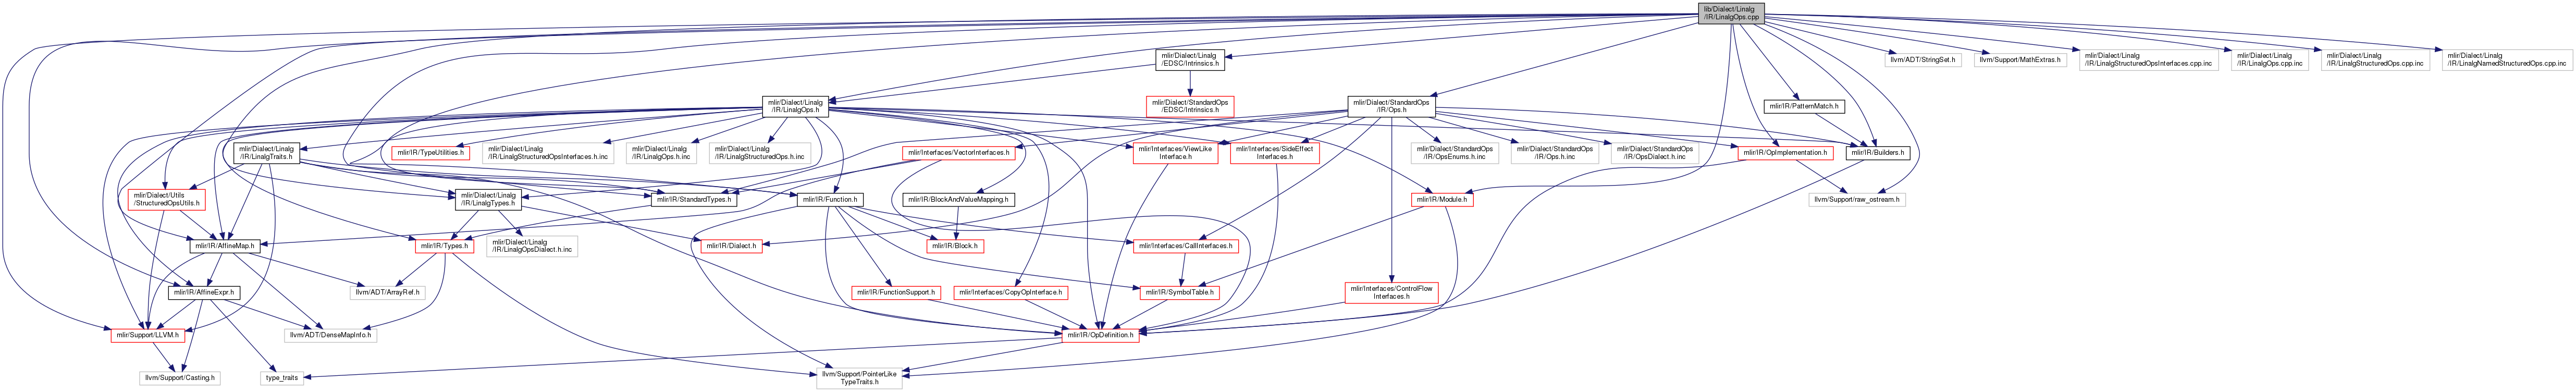 lib/Dialect/Linalg
/IR/LinalgOps.cpp
mlir/Dialect/Linalg
/EDSC/Intrinsics.h
llvm/ADT/StringSet.h
llvm/Support/MathExtras.h
mlir/Dialect/Linalg
/IR/LinalgStructuredOpsInterfaces.cpp.inc
mlir/Dialect/Linalg
/IR/LinalgOps.cpp.inc
mlir/Dialect/Linalg
/IR/LinalgStructuredOps.cpp.inc
mlir/Dialect/Linalg
/IR/LinalgNamedStructuredOps.cpp.inc
mlir/Dialect/Linalg
/IR/LinalgOps.h
mlir/Dialect/StandardOps
/EDSC/Intrinsics.h
mlir/Dialect/StandardOps
/IR/Ops.h
mlir/IR/PatternMatch.h
mlir/Dialect/Linalg
/IR/LinalgTraits.h
mlir/IR/TypeUtilities.h
mlir/Dialect/Linalg
/IR/LinalgStructuredOpsInterfaces.h.inc
mlir/Dialect/Linalg
/IR/LinalgOps.h.inc
mlir/Dialect/Linalg
/IR/LinalgStructuredOps.h.inc
mlir/Interfaces/VectorInterfaces.h
mlir/Interfaces/ViewLike
Interface.h
mlir/Interfaces/SideEffect
Interfaces.h
mlir/Dialect/StandardOps
/IR/OpsEnums.h.inc
mlir/Dialect/StandardOps
/IR/Ops.h.inc
mlir/Dialect/StandardOps
/IR/OpsDialect.h.inc
mlir/IR/OpImplementation.h
mlir/IR/Builders.h
mlir/Dialect/Utils
/StructuredOpsUtils.h
mlir/Dialect/Linalg
/IR/LinalgTypes.h
mlir/IR/StandardTypes.h
mlir/IR/Function.h
mlir/IR/BlockAndValueMapping.h
mlir/IR/Module.h
llvm/Support/raw_ostream.h
mlir/IR/AffineMap.h
mlir/IR/Types.h
mlir/Dialect/Linalg
/IR/LinalgOpsDialect.h.inc
mlir/IR/Dialect.h
mlir/IR/Block.h
mlir/Interfaces/CallInterfaces.h
mlir/IR/AffineExpr.h
llvm/ADT/ArrayRef.h
mlir/IR/FunctionSupport.h
mlir/Interfaces/CopyOpInterface.h
mlir/IR/SymbolTable.h
mlir/Interfaces/ControlFlow
Interfaces.h
mlir/Support/LLVM.h
llvm/ADT/DenseMapInfo.h
mlir/IR/OpDefinition.h
llvm/Support/Casting.h
type_traits
llvm/Support/PointerLike
TypeTraits.h